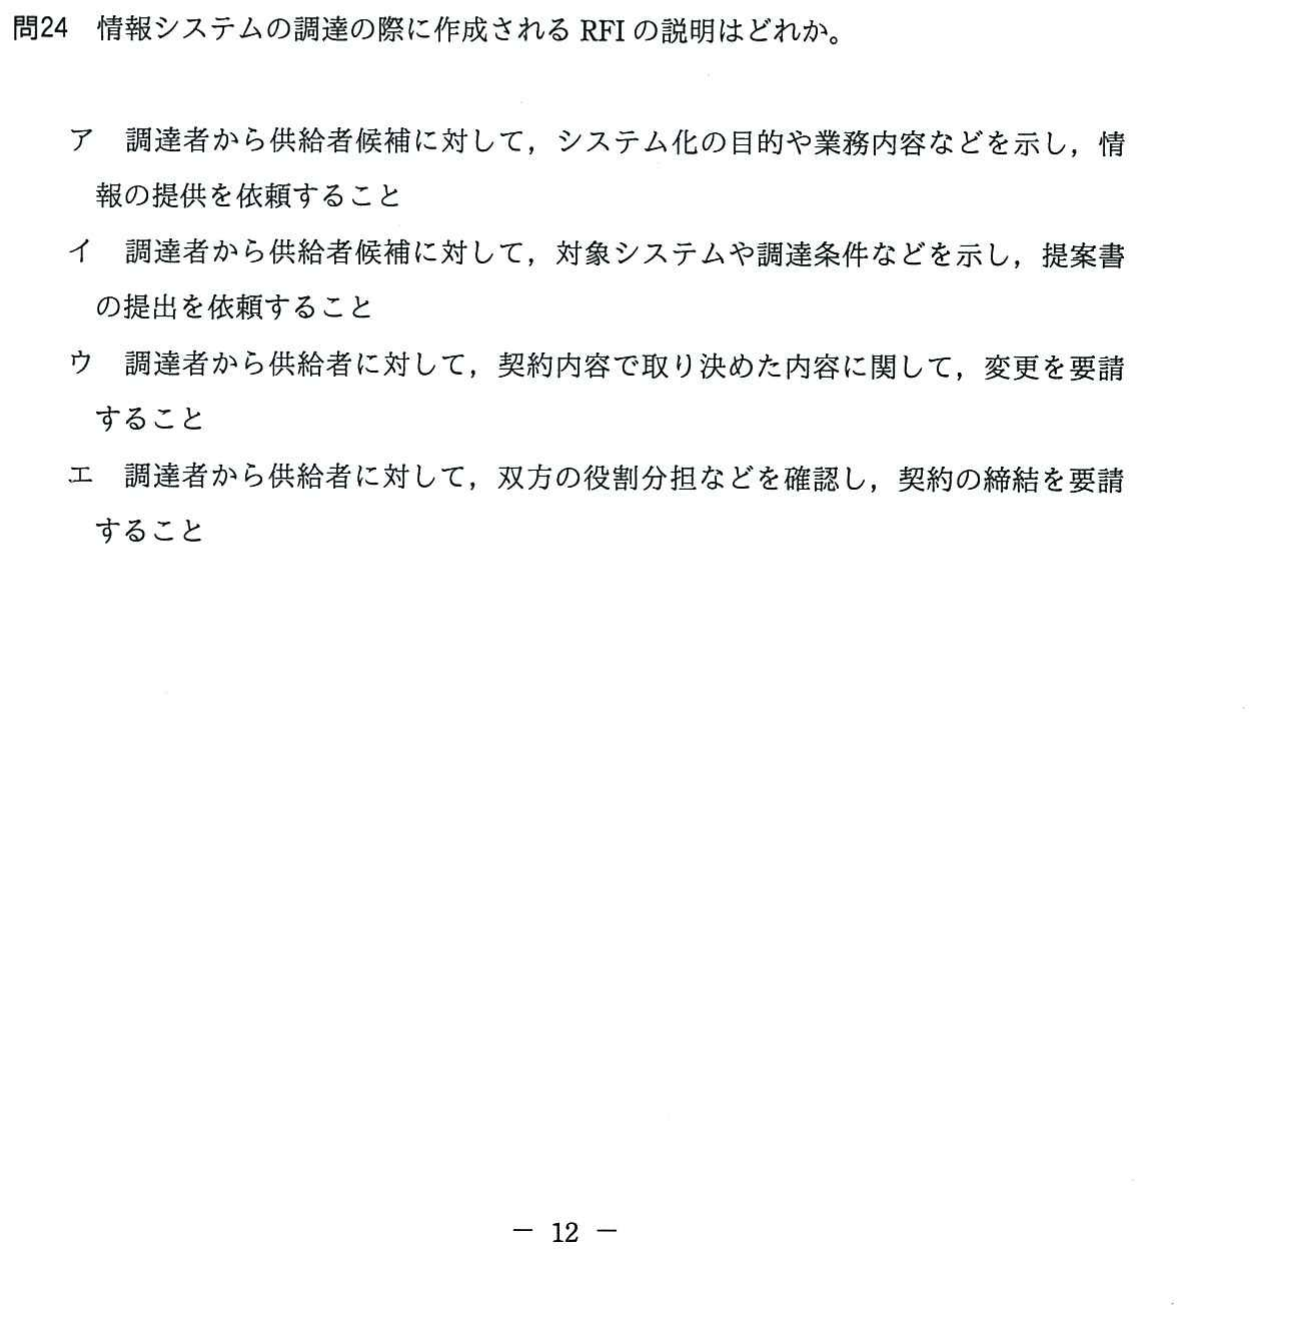 問24 情報システムの調達の際に作成される RFI の説明はどれか。
ア 調達者から供給者候補に対して，システム化の目的や業務内容などを示し，情
報の提供を依頼すること
イ 調達者から供給者候補に対して，対象システムや調達条件などを示し，提案書
の提出を依頼すること
ウ 調達者から供給者に対して，契約内容で取り決めた内容に関して，変更を要請
すること
エ 調達者から供給者に対して，双方の役割分担などを確認し，契約の締結を要請
すること
－ 12 －